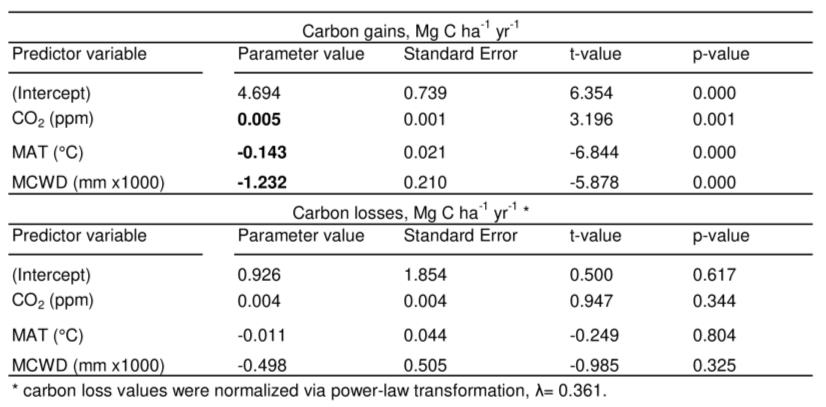 Carbon gains, Mg C ha⁻¹ yr⁻¹
Predictor variable Parameter value Standard Error t-value p-value
(Intercept) 4.694 0.739 6.354 0.000
CO₂ (ppm) 0.005 0.001 3.196 0.001
MAT (°C) -0.143 0.021 -6.844 0.000
MCWD (mm x1000) -1.232 0.210 -5.878 0.000
Carbon losses, Mg C ha⁻¹ yr⁻¹ *
Predictor variable Parameter value Standard Error t-value p-value
(Intercept) 0.926 1.854 0.500 0.617
CO₂ (ppm) 0.004 0.004 0.947 0.344
MAT (°C) -0.011 0.044 -0.249 0.804
MCWD (mm x1000) -0.498 0.505 -0.985 0.325
* carbon loss values were normalized via power-law transformation, λ= 0.361.